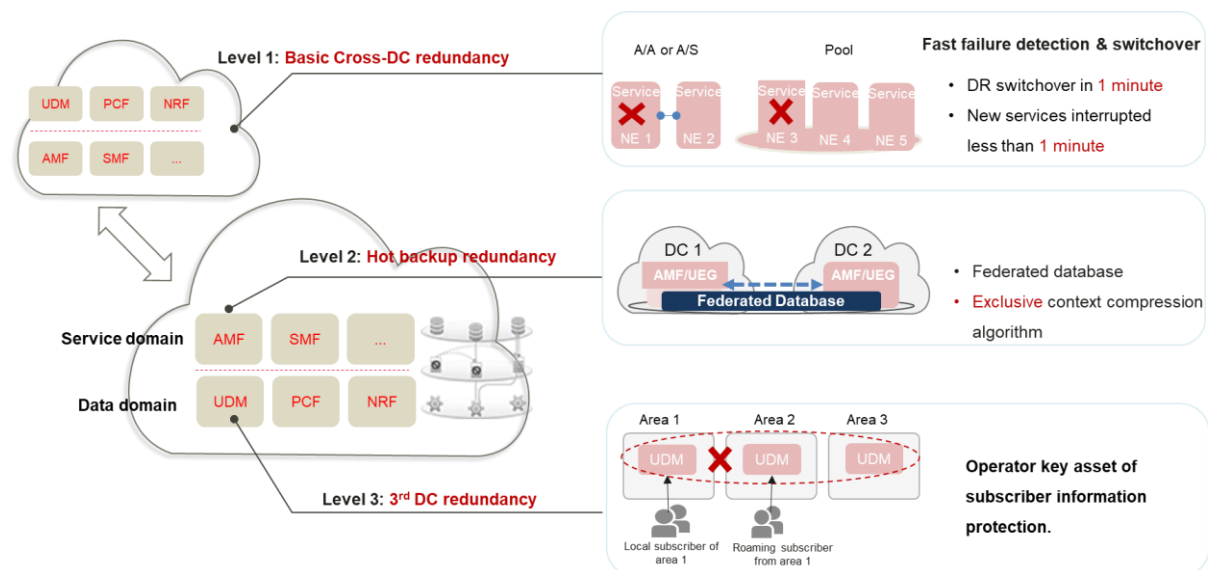 Level 1: Basic Cross-DC redundancy
UDM PCF NRF
AMF SMF ...
A/A or A/S Pool
Service Service Service Service Service
NE 1 NE 2 NE 3 NE 4 NE 5
Fast failure detection & switchover
• DR switchover in 1 minute
• New services interrupted
less than 1 minute
Level 2: Hot backup redundancy
DC 1 DC 2
AMF/UEG AMF/UEG
Federated Database
• Federated database
• Exclusive context compression
algorithm
Service domain AMF SMF ...
Data domain UDM PCF NRF
Level 3: 3rd DC redundancy
Area 1 Area 2 Area 3
UDM UDM UDM
Local subscriber of
area 1
Roaming subscriber
from area 1
Operator key asset of
subscriber information
protection.